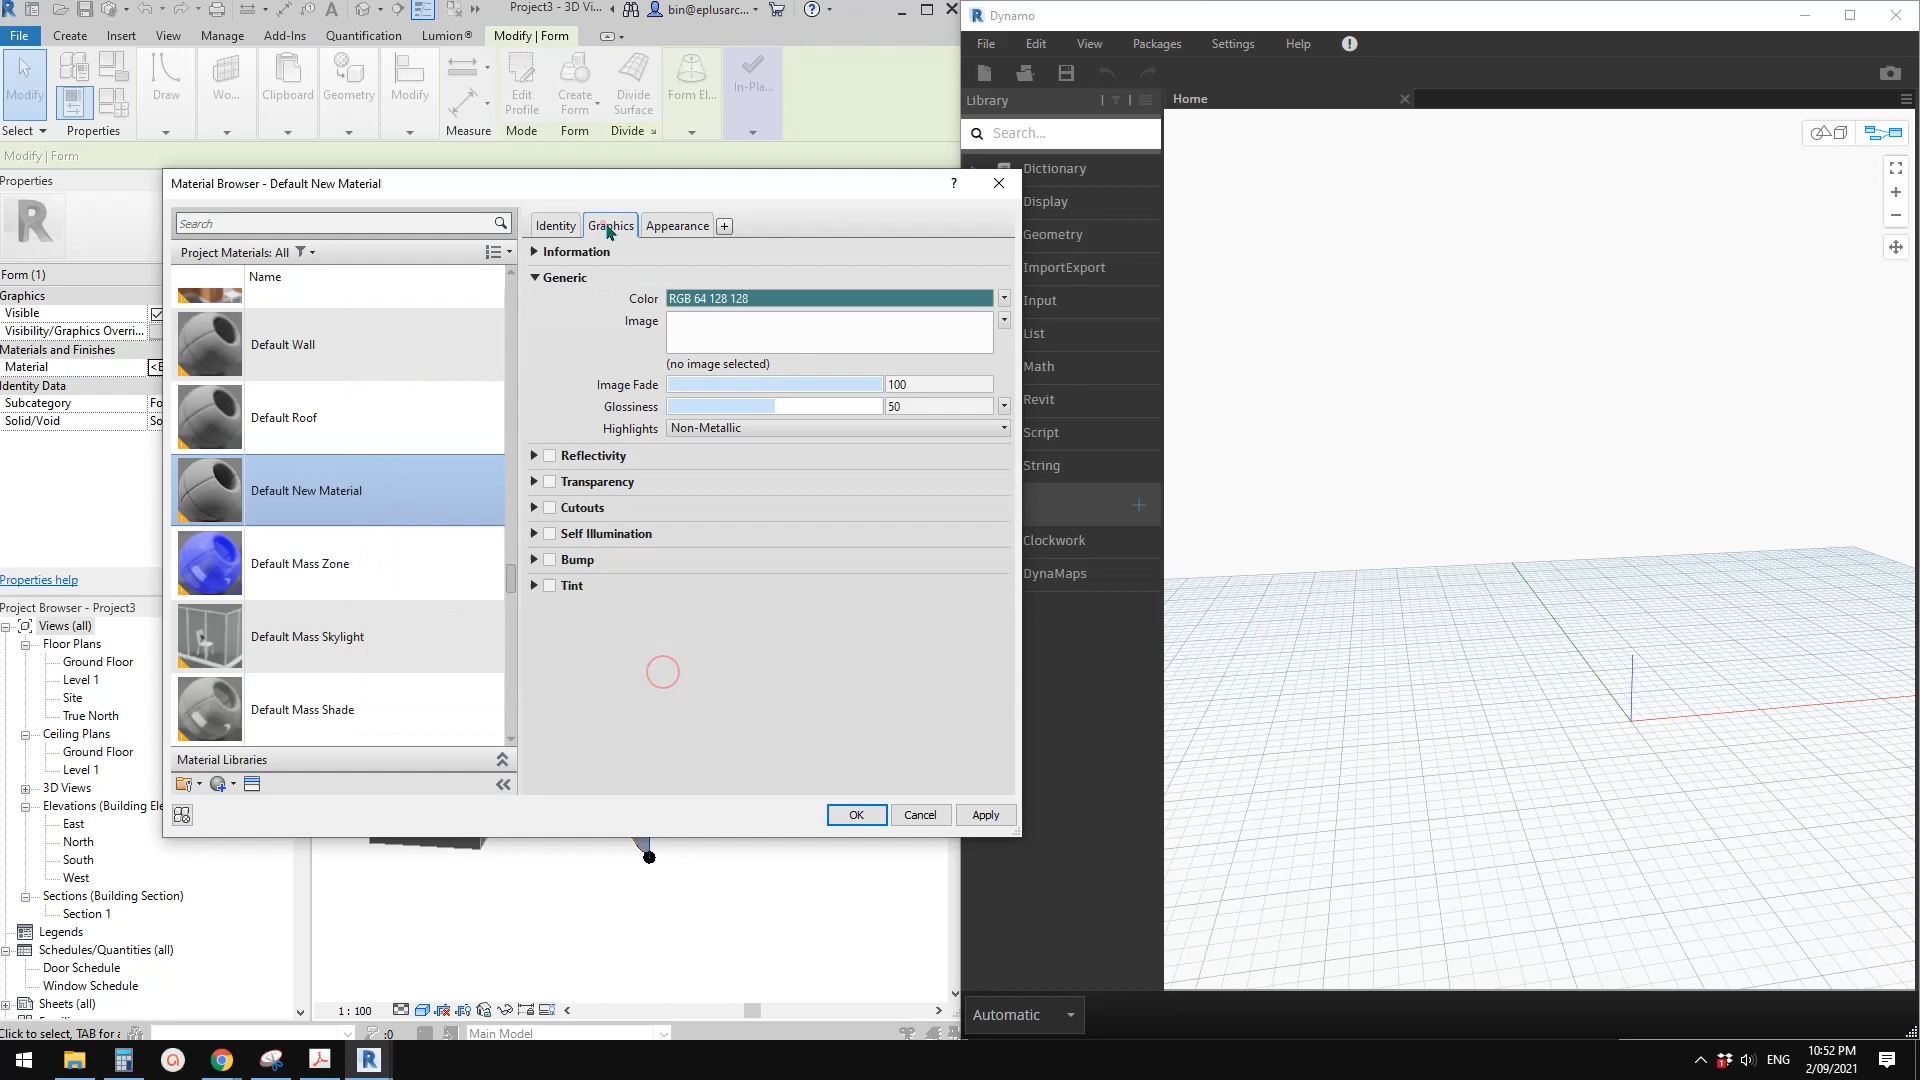 Project3 - 3D Vi...
bin@eplusarc...
File
Create
Insert
View
Manage
Add-Ins
Quantification
Lumion®
Modify | Form
Modify
Draw
Wo...
Clipboard
Geometry
Modify
Edit Profile
Create Form
Divide Surface
Form El...
In-Pla...
Select
Properties
Measure
Mode
Form
Divide
Modify | Form
Properties
Form (1)
Graphics
Visible
Visibility/Graphics Overri...
Materials and Finishes
Material
Identity Data
Subcategory Fo
Solid/Void So
Properties help
Project Browser - Project3
Views (all)
Floor Plans
Ground Floor
Level 1
Site
True North
Ceiling Plans
Ground Floor
Level 1
3D Views
Elevations (Building Ele
East
North
South
West
Sections (Building Section)
Section 1
Legends
Schedules/Quantities (all)
Door Schedule
Window Schedule
Sheets (all)
Click to select, TAB for a
1 : 100
:0
Main Model
Material Browser - Default New Material
Search
Project Materials: All
Name
Default Wall
Default Roof
Default New Material
Default Mass Zone
Default Mass Skylight
Default Mass Shade
Material Libraries
Identity
Graphics
Appearance
Information
Generic
Color RGB 64 128 128
Image
(no image selected)
Image Fade 100
Glossiness 50
Highlights Non-Metallic
Reflectivity
Transparency
Cutouts
Self Illumination
Bump
Tint
OK
Cancel
Apply
Dynamo
File
Edit
View
Packages
Settings
Help
Library
Home
Search...
Dictionary
Display
Geometry
ImportExport
Input
List
Math
Revit
Script
String
Clockwork
DynaMaps
Automatic
ENG
10:52 PM
2/09/2021